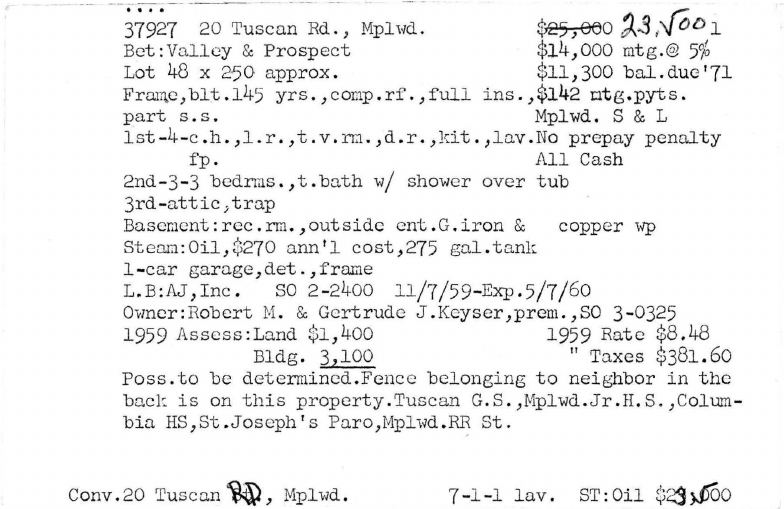 ••••
37927 20 Tuscan Rd., Mplwd. $25,000 23,500 1
Bet:Valley & Prospect $14,000 mtg.@ 5%
Lot 48 x 250 approx. $11,300 bal.due'71
Frame,blt.145 yrs.,comp.rf.,full ins.,$142 mtg.pyts.
part s.s. Mplwd. S & L
1st-4-c.h.,l.r.,t.v.rm.,d.r.,kit.,lav.No prepay penalty
fp. All Cash
2nd-3-3 bedrms.,t.bath w/ shower over tub
3rd-attic,trap
Basement:rec.rm.,outside ent.G.iron & copper wp
Steam:Oil,$270 ann'l cost,275 gal.tank
1-car garage,det.,frame
L.B:AJ,Inc. SO 2-2400 11/7/59-Exp.5/7/60
Owner:Robert M. & Gertrude J.Keyser,prem.,SO 3-0325
1959 Assess:Land $1,400 1959 Rate $8.48
Bldg. 3,100 " Taxes $381.60
Poss.to be determined.Fence belonging to neighbor in the
back is on this property.Tuscan G.S.,Mplwd.Jr.H.S.,Colum-
bia HS,St.Joseph's Paro,Mplwd.RR St.
Conv.20 Tuscan RD., Mplwd. 7-1-1 lav. ST:Oil $23,500